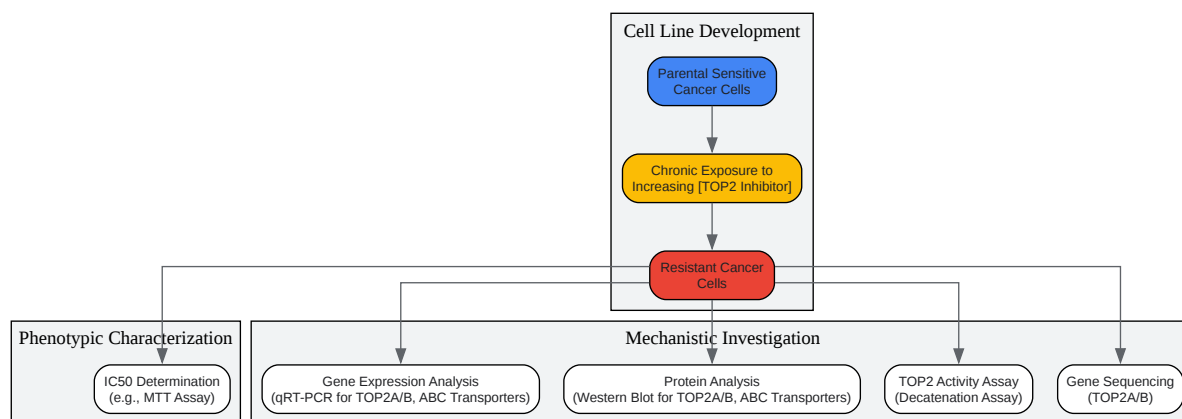 Cell Line Development
Parental Sensitive
Cancer Cells
Chronic Exposure to
Increasing [TOP2 Inhibitor]
Resistant Cancer
Cells
Phenotypic Characterization
IC50 Determination
(e.g., MTT Assay)
Mechanistic Investigation
Gene Expression Analysis
(qRT-PCR for TOP2A/B, ABC Transporters)
Protein Analysis
(Western Blot for TOP2A/B, ABC Transporters)
TOP2 Activity Assay
(Decatenation Assay)
Gene Sequencing
(TOP2A/B)